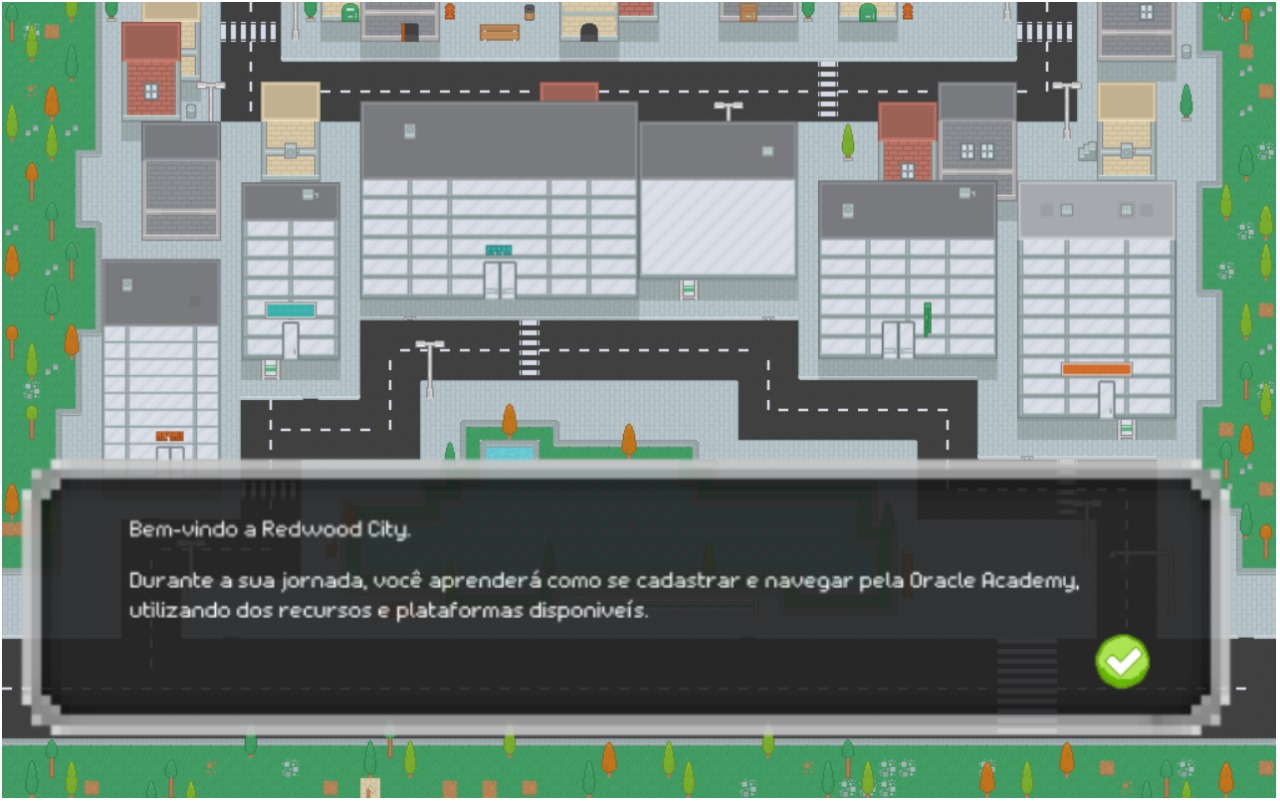 Bem-vindo a Redwood City.
Durante a sua jornada, você aprenderá como se cadastrar e navegar pela Oracle Academy,
utilizando dos recursos e plataformas disponiveís.